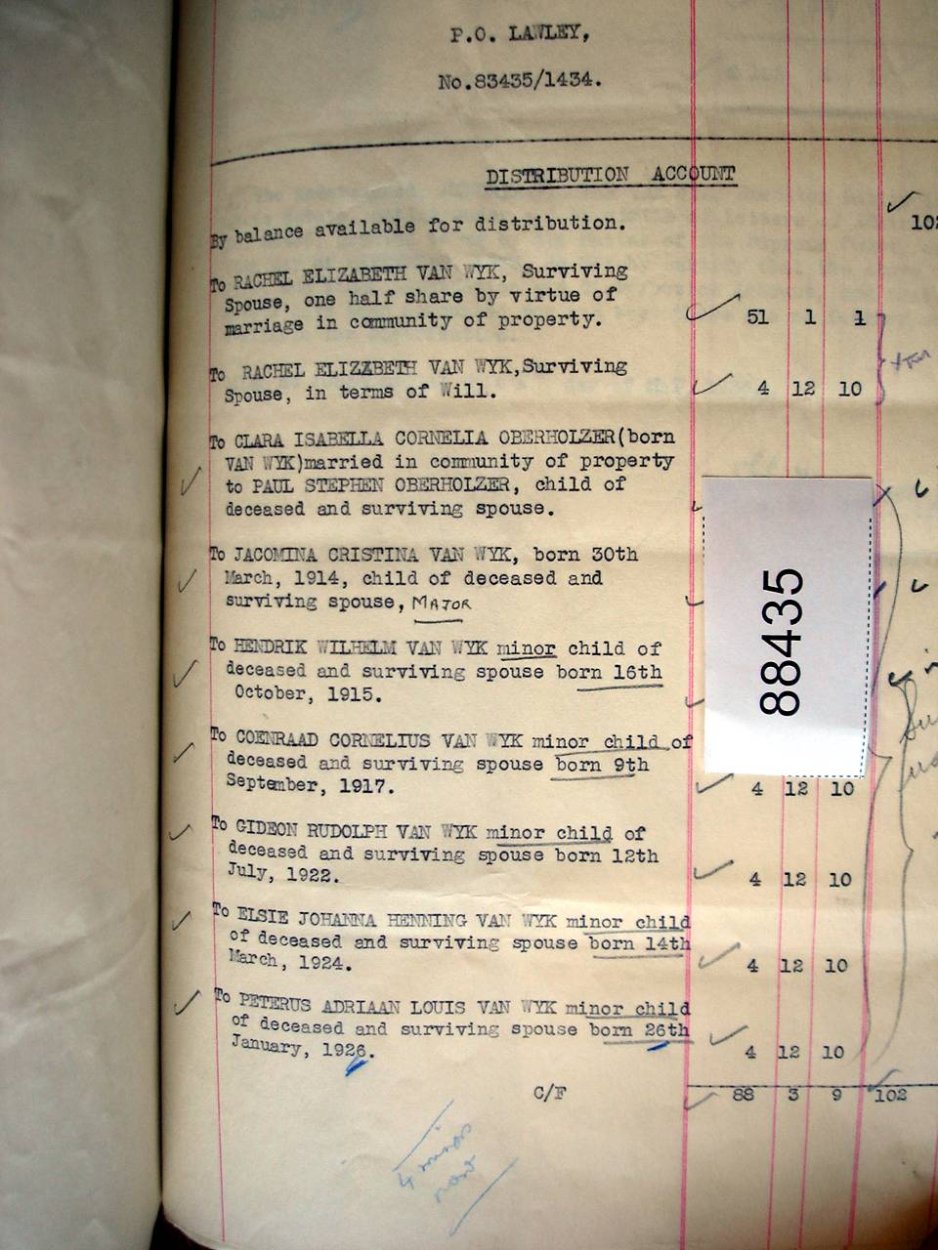 P.O. LAWLEY,
No.83435/1434.
DISTRIBUTION ACCOUNT
By balance available for distribution.
102
To RACHEL ELIZABETH VAN WYK, Surviving
Spouse, one half share by virtue of
marriage in community of property. 51 1 1
To RACHEL ELIZZBETH VAN WYK,Surviving
Spouse, in terms of Will. 4 12 10
To CLARA ISABELLA CORNELIA OBERHOLZER(born
VAN WYK)married in community of property
to PAUL STEPHEN OBERHOLZER, child of
deceased and surviving spouse.
To JACOMINA CRISTINA VAN WYK, born 30th
March, 1914, child of deceased and
surviving spouse, MAJOR
88435
To HENDRIK WILHELM VAN WYK minor child of
deceased and surviving spouse born 16th
October, 1915.
To COENRAAD CORNELIUS VAN WYK minor child of
deceased and surviving spouse born 9th
September, 1917. 4 12 10
To GIDEON RUDOLPH VAN WYK minor child of
deceased and surviving spouse born 12th
July, 1922. 4 12 10
To ELSIE JOHANNA HENNING VAN WYK minor child
of deceased and surviving spouse born 14th
March, 1924. 4 12 10
To PETERUS ADRIAAN LOUIS VAN WYK minor child
of deceased and surviving spouse born 26th
January, 1926. 4 12 10
C/F 88 3 9 102